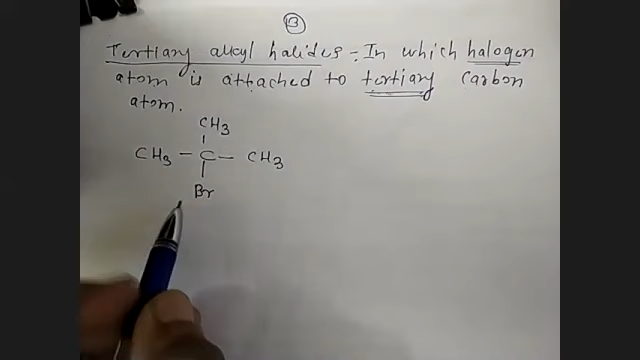 13
Tertiary alkyl halides - In which halogen
atom is attached to tertiary carbon
atom.
CH3
CH3 - C - CH3
Br